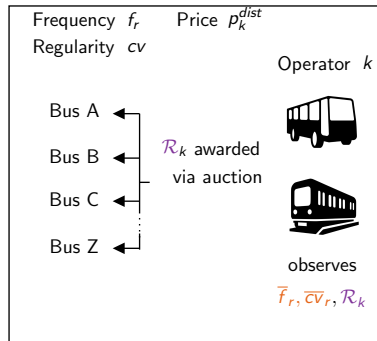 Frequency f_r Price p_k^{dist}
Regularity cv
Operator k
Bus A
Bus B
Bus C
Bus Z
ℛ_k awarded
via auction
observes
f̅_r, c̅v̅_r, ℛ_k